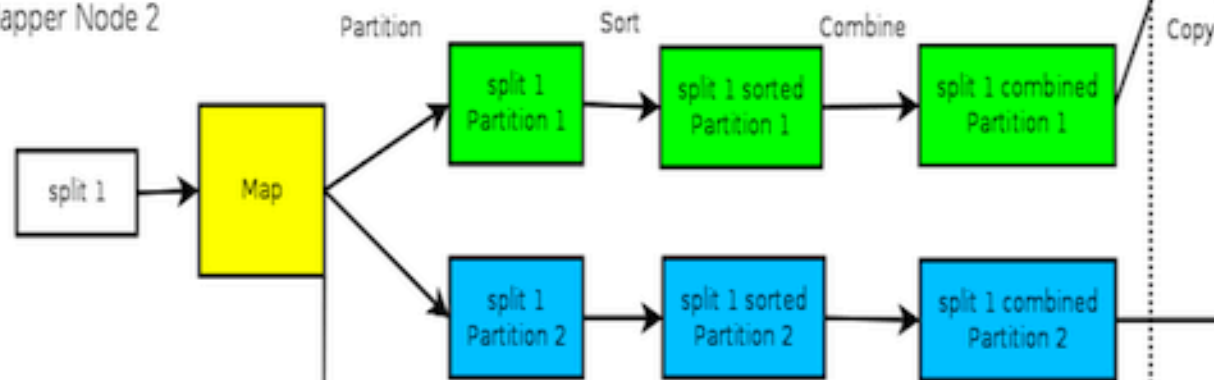 apper Node 2
Partition
Sort
Combine
Copy
split 1
Map
split 1
Partition 1
split 1 sorted
Partition 1
split 1 combined
Partition 1
split 1
Partition 2
split 1 sorted
Partition 2
split 1 combined
Partition 2